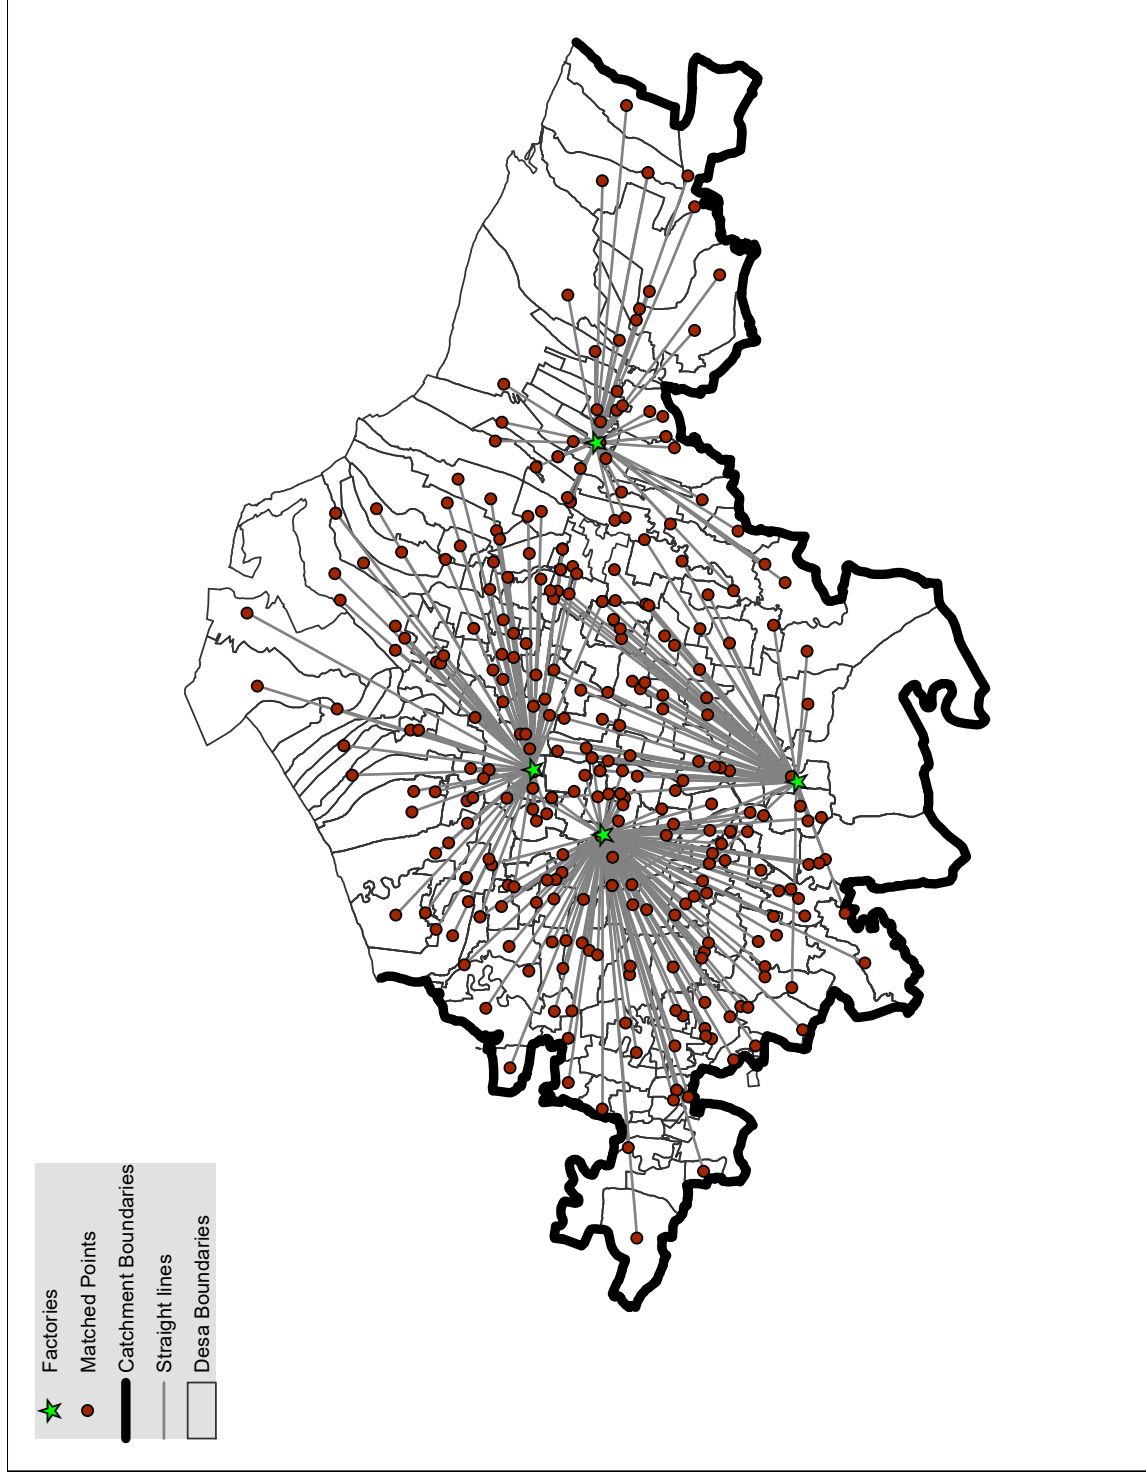 Factories
Matched Points
Catchment Boundaries
Straight lines
Desa Boundaries